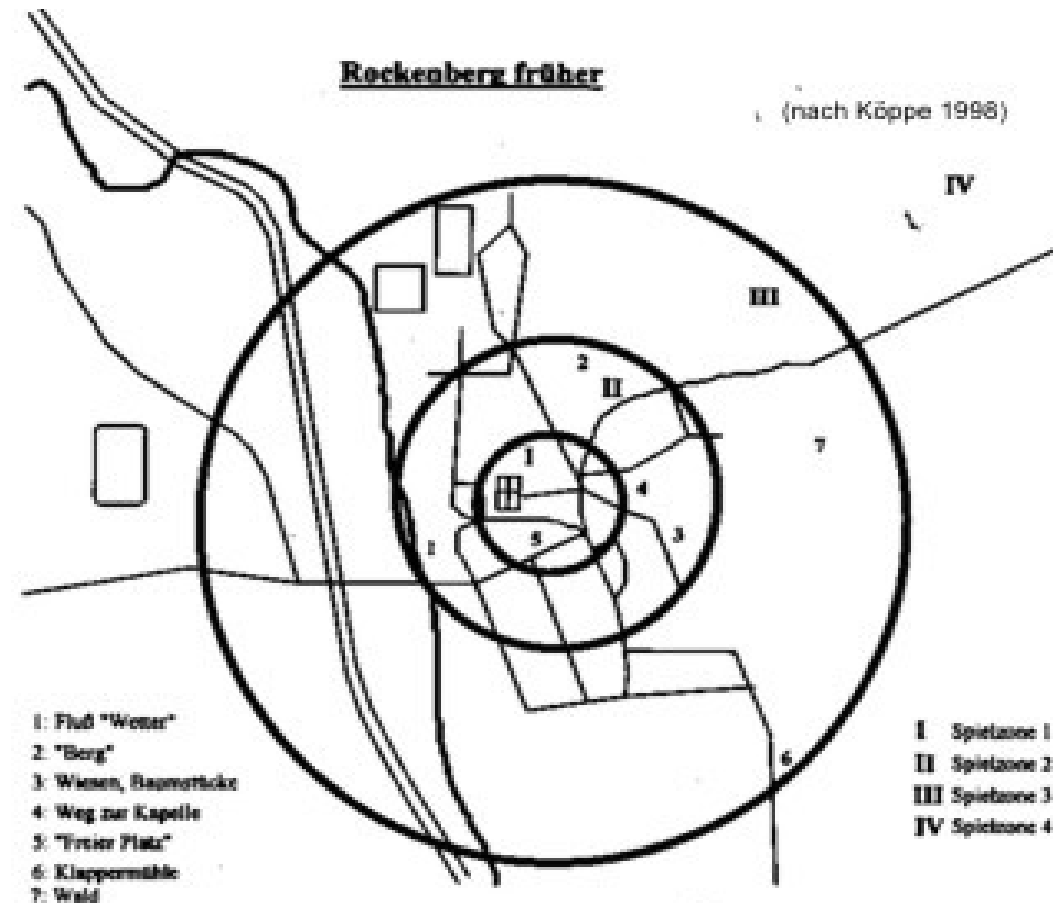 Rockenberg früher
(nach Köppe 1998)
IV
III
2
II
I
7
4
5
3
1
6
1: Fluß "Wetter"
2: "Berg"
3: Wiesen, Baumstücke
4: Weg zur Kapelle
5: "Freier Platz"
6: Klappermühle
7: Wald
I Spielzone 1
II Spielzone 2
III Spielzone 3
IV Spielzone 4